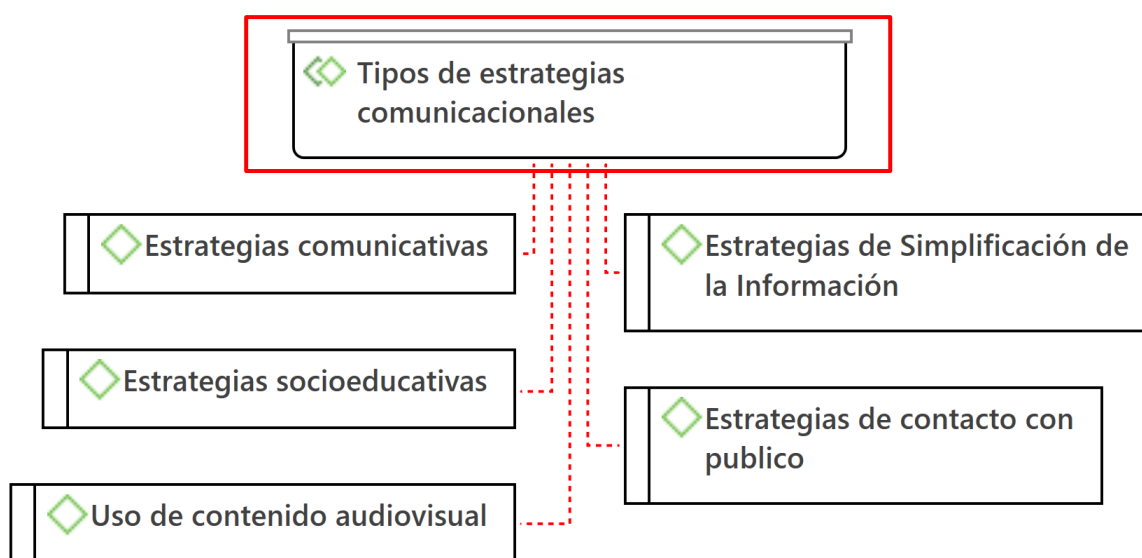 Tipos de estrategias
comunicacionales
Estrategias comunicativas
Estrategias de Simplificación de
la Información
Estrategias socioeducativas
Estrategias de contacto con
publico
Uso de contenido audiovisual